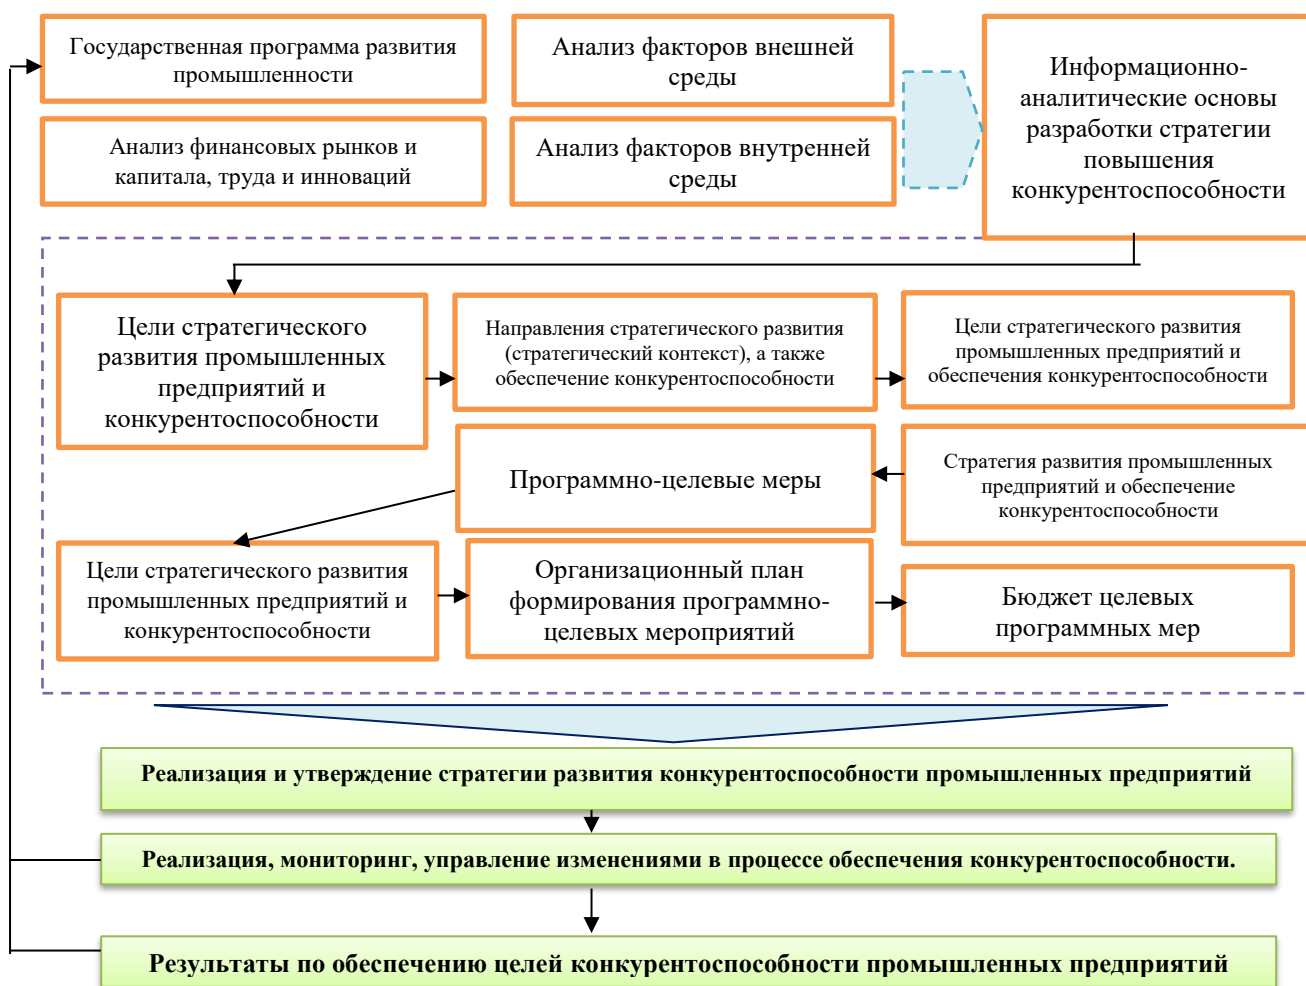 Государственная программа развития
промышленности
Анализ факторов внешней
среды
Информационно-
аналитические основы
разработки стратегии
повышения
конкурентоспособности
Анализ финансовых рынков и
капитала, труда и инноваций
Анализ факторов внутренней
среды
Цели стратегического
развития промышленных
предприятий и
конкурентоспособности
Направления стратегического развития
(стратегический контекст), а также
обеспечение конкурентоспособности
Цели стратегического развития
промышленных предприятий и
обеспечения конкурентоспособности
Программно-целевые меры
Стратегия развития промышленных
предприятий и обеспечение
конкурентоспособности
Цели стратегического развития
промышленных предприятий и
конкурентоспособности
Организационный план
формирования программно-
целевых мероприятий
Бюджет целевых
программных мер
Реализация и утверждение стратегии развития конкурентоспособности промышленных предприятий
Реализация, мониторинг, управление изменениями в процессе обеспечения конкурентоспособности.
Результаты по обеспечению целей конкурентоспособности промышленных предприятий